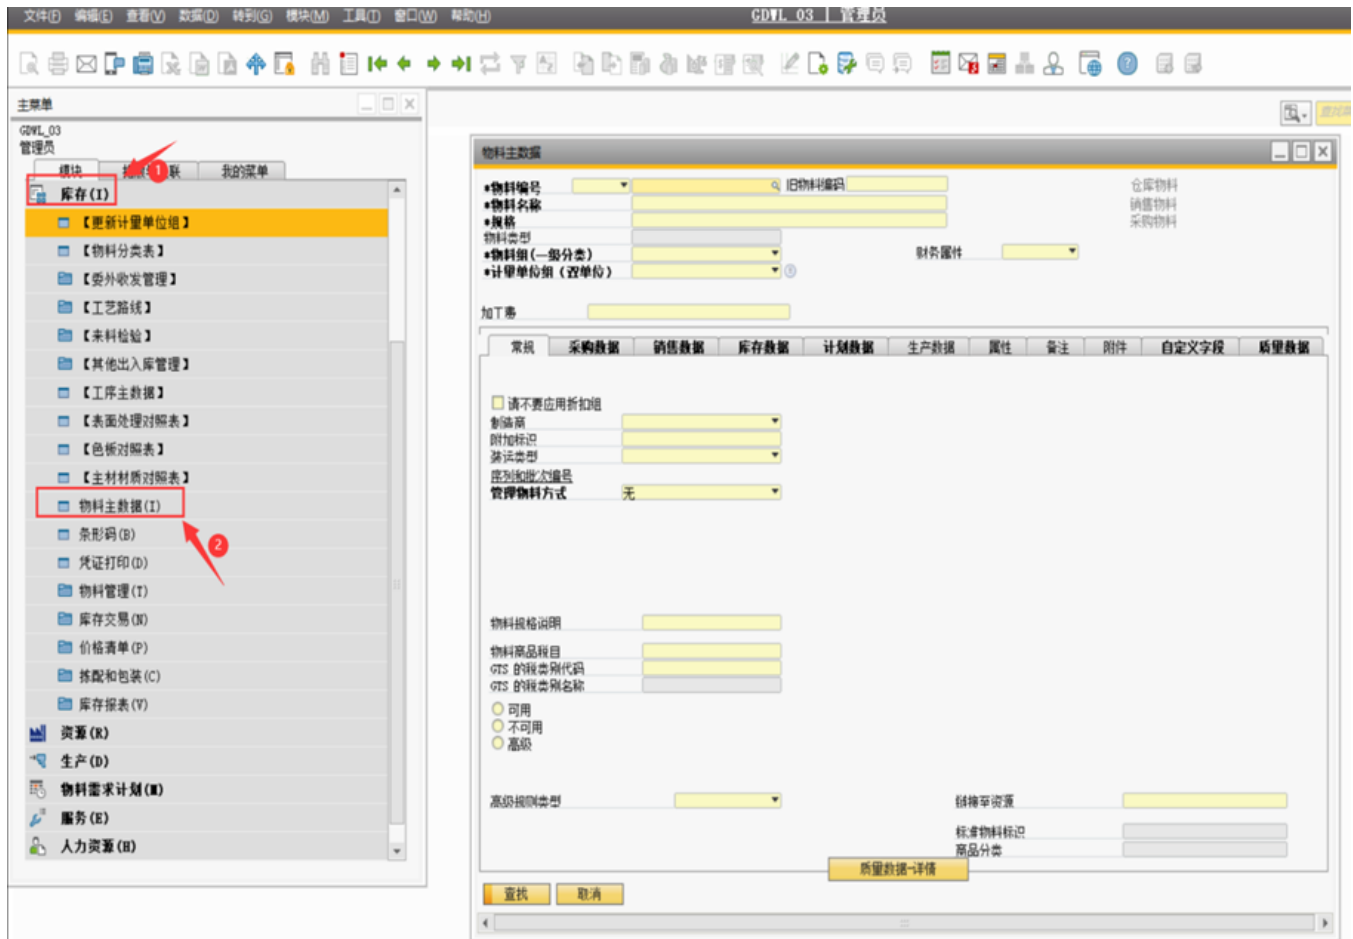 文件(F) 编辑(E) 查看(V) 数据(D) 转到(G) 模块(M) 工具(T) 窗口(W) 帮助(H) GDWL_03 | 管理员
主菜单
GDWL_03
管理员
模块 联 我的菜单
1
库存(I)
【更新计量单位组】
【物料分类表】
【委外收发管理】
【工艺路线】
【来料检验】
【其他出入库管理】
【工序主数据】
【表面处理对照表】
【色板对照表】
【主材材质对照表】
物料主数据(I)
条形码(B)
2
凭证打印(D)
物料管理(T)
库存交易(N)
价格清单(P)
拣配和包装(C)
库存报表(V)
资源(R)
生产(D)
物料需求计划(M)
服务(E)
人力资源(H)
物料主数据
*物料编号 旧物料编码 仓库物料
*物料名称 销售物料
*规格 采购物料
物料类型
*物料组(一级分类) 财务属性
*计量单位组(双单位)
加工费
常规 采购数据 销售数据 库存数据 计划数据 生产数据 属性 备注 附件 自定义字段 质量数据
请不要应用折扣组
制造商
附加标识
装运类型
序列和批次编号
管理物料方式 无
物料规格说明
物料商品税目
GTS 的税类别代码
GTS 的税类别名称
可用
不可用
高级
高级规则类型 链接至资源
标准物料标识
商品分类
质量数据-详情
查找 取消